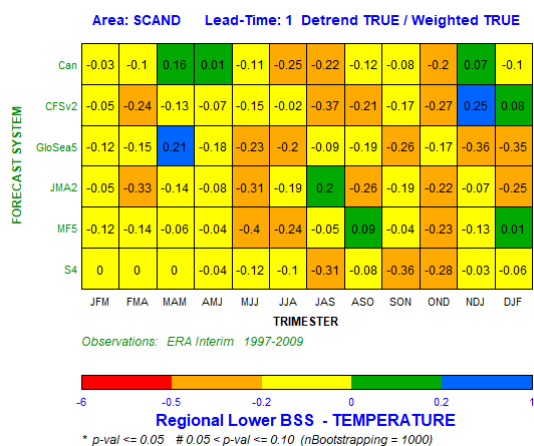 Area: SCAND Lead-Time: 1 Detrend TRUE / Weighted TRUE
FORECAST SYSTEM
Can -0.03 -0.1 0.16 0.01 -0.11 -0.25 -0.22 -0.12 -0.08 -0.2 0.07 -0.1
CFSv2 -0.05 -0.24 -0.13 -0.07 -0.15 -0.02 -0.37 -0.21 -0.17 -0.27 0.25 0.08
GloSea5 -0.12 -0.15 0.21 -0.18 -0.23 -0.2 -0.09 -0.19 -0.26 -0.17 -0.36 -0.35
JMA2 -0.05 -0.33 -0.14 -0.08 -0.31 -0.19 0.2 -0.26 -0.19 -0.22 -0.07 -0.25
MF5 -0.12 -0.14 -0.06 -0.04 -0.4 -0.24 -0.05 0.09 -0.04 -0.23 -0.13 0.01
S4 0 0 0 -0.04 -0.12 -0.1 -0.31 -0.08 -0.36 -0.28 -0.03 -0.06
JFM FMA MAM AMJ MJJ JJA JAS ASO SON OND NDJ DJF
TRIMESTER
Observations: ERA Interim 1997-2009
-6 -0.5 -0.2 0 0.2 1
Regional Lower BSS - TEMPERATURE
* p-val <= 0.05 # 0.05 < p-val <= 0.10 (nBootstrapping = 1000)